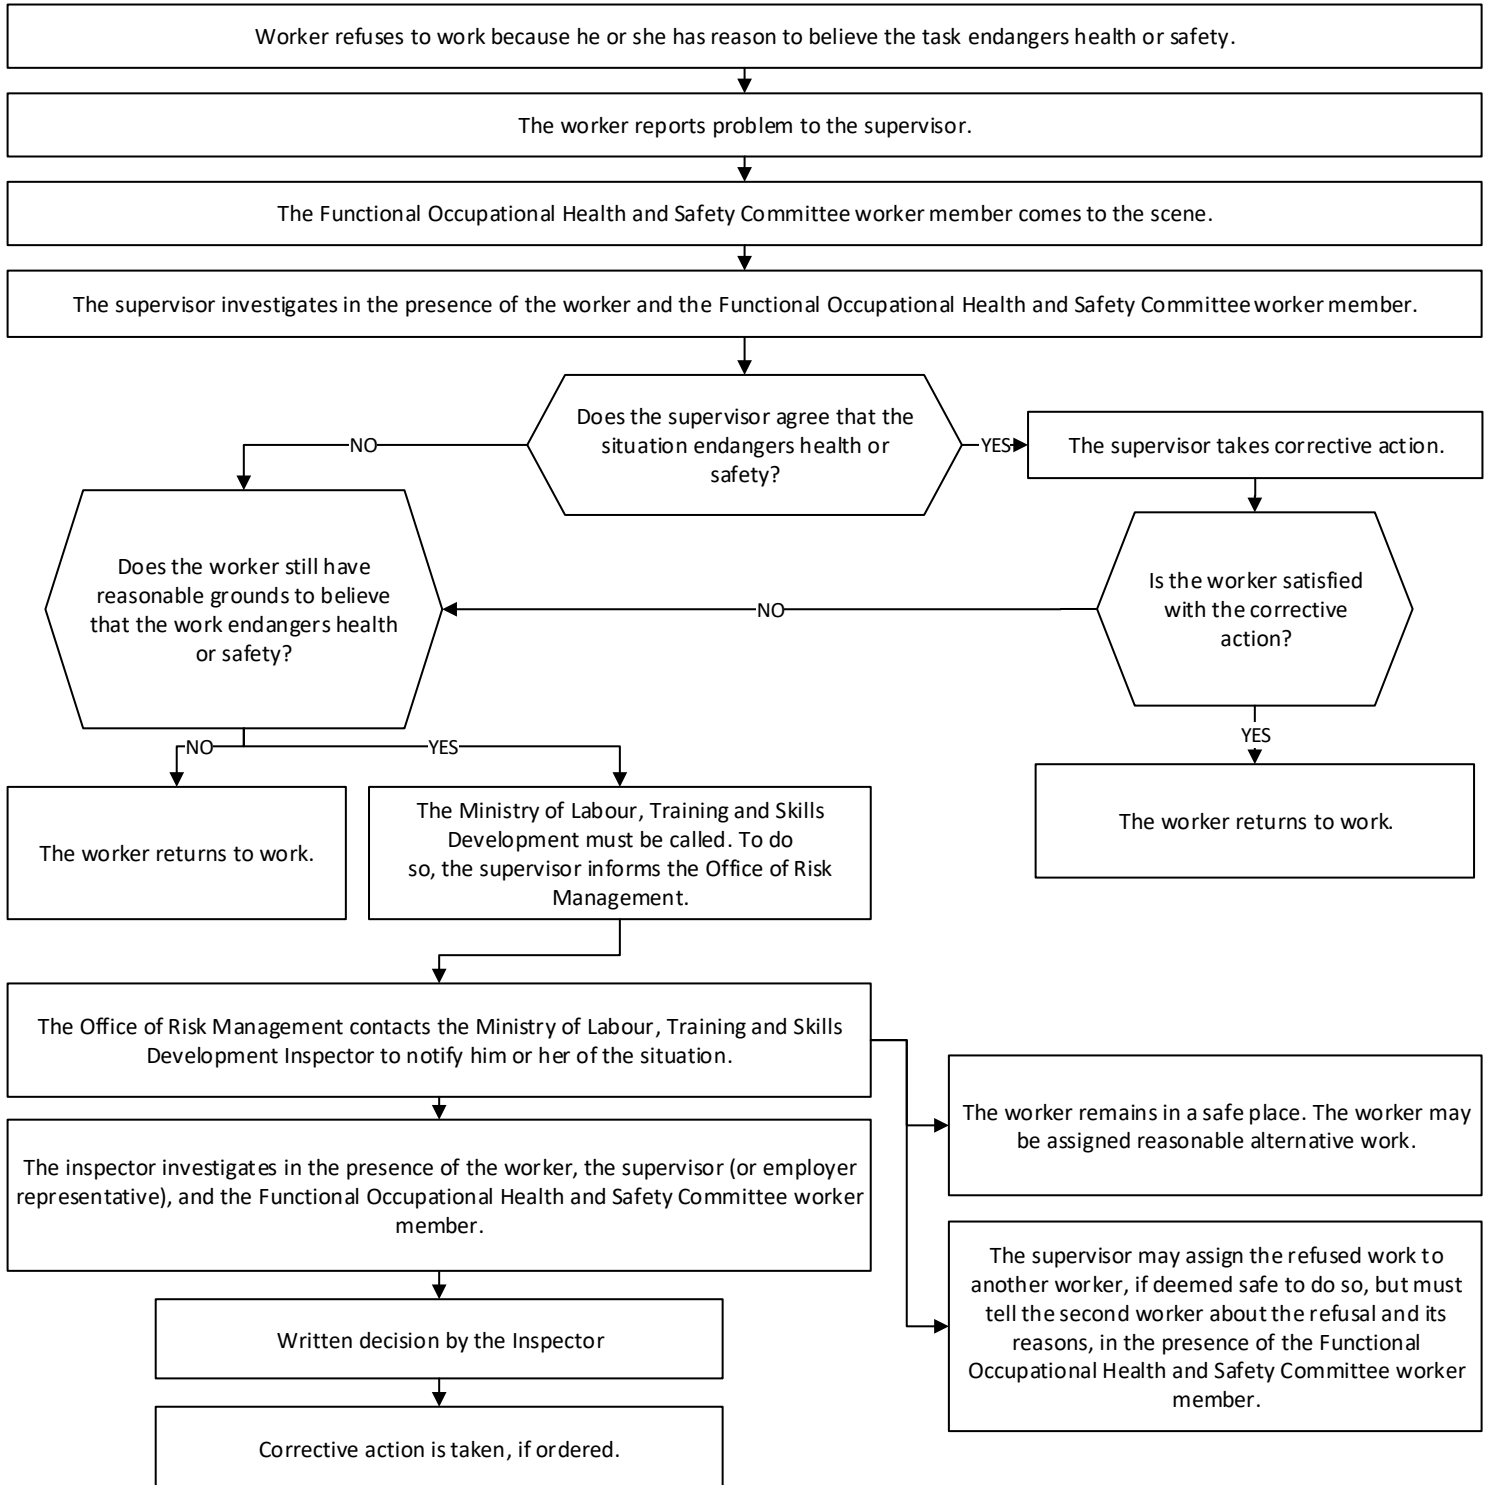 Worker refuses to work because he or she has reason to believe the task endangers health or safety.
The worker reports problem to the supervisor.
The Functional Occupational Health and Safety Committee worker member comes to the scene.
The supervisor investigates in the presence of the worker and the Functional Occupational Health and Safety Committee worker member.
Does the supervisor agree that the
situation endangers health or
safety?
NO
YES
The supervisor takes corrective action.
Does the worker still have
reasonable grounds to believe
that the work endangers health
or safety?
NO
Is the worker satisfied
with the corrective
action?
NO
YES
YES
The worker returns to work.
The Ministry of Labour, Training and Skills
Development must be called. To do
so, the supervisor informs the Office of Risk
Management.
The worker returns to work.
The Office of Risk Management contacts the Ministry of Labour, Training and Skills
Development Inspector to notify him or her of the situation.
The worker remains in a safe place. The worker may
be assigned reasonable alternative work.
The inspector investigates in the presence of the worker, the supervisor (or employer
representative), and the Functional Occupational Health and Safety Committee worker
member.
The supervisor may assign the refused work to
another worker, if deemed safe to do so, but must
tell the second worker about the refusal and its
reasons, in the presence of the Functional
Occupational Health and Safety Committee worker
member.
Written decision by the Inspector
Corrective action is taken, if ordered.